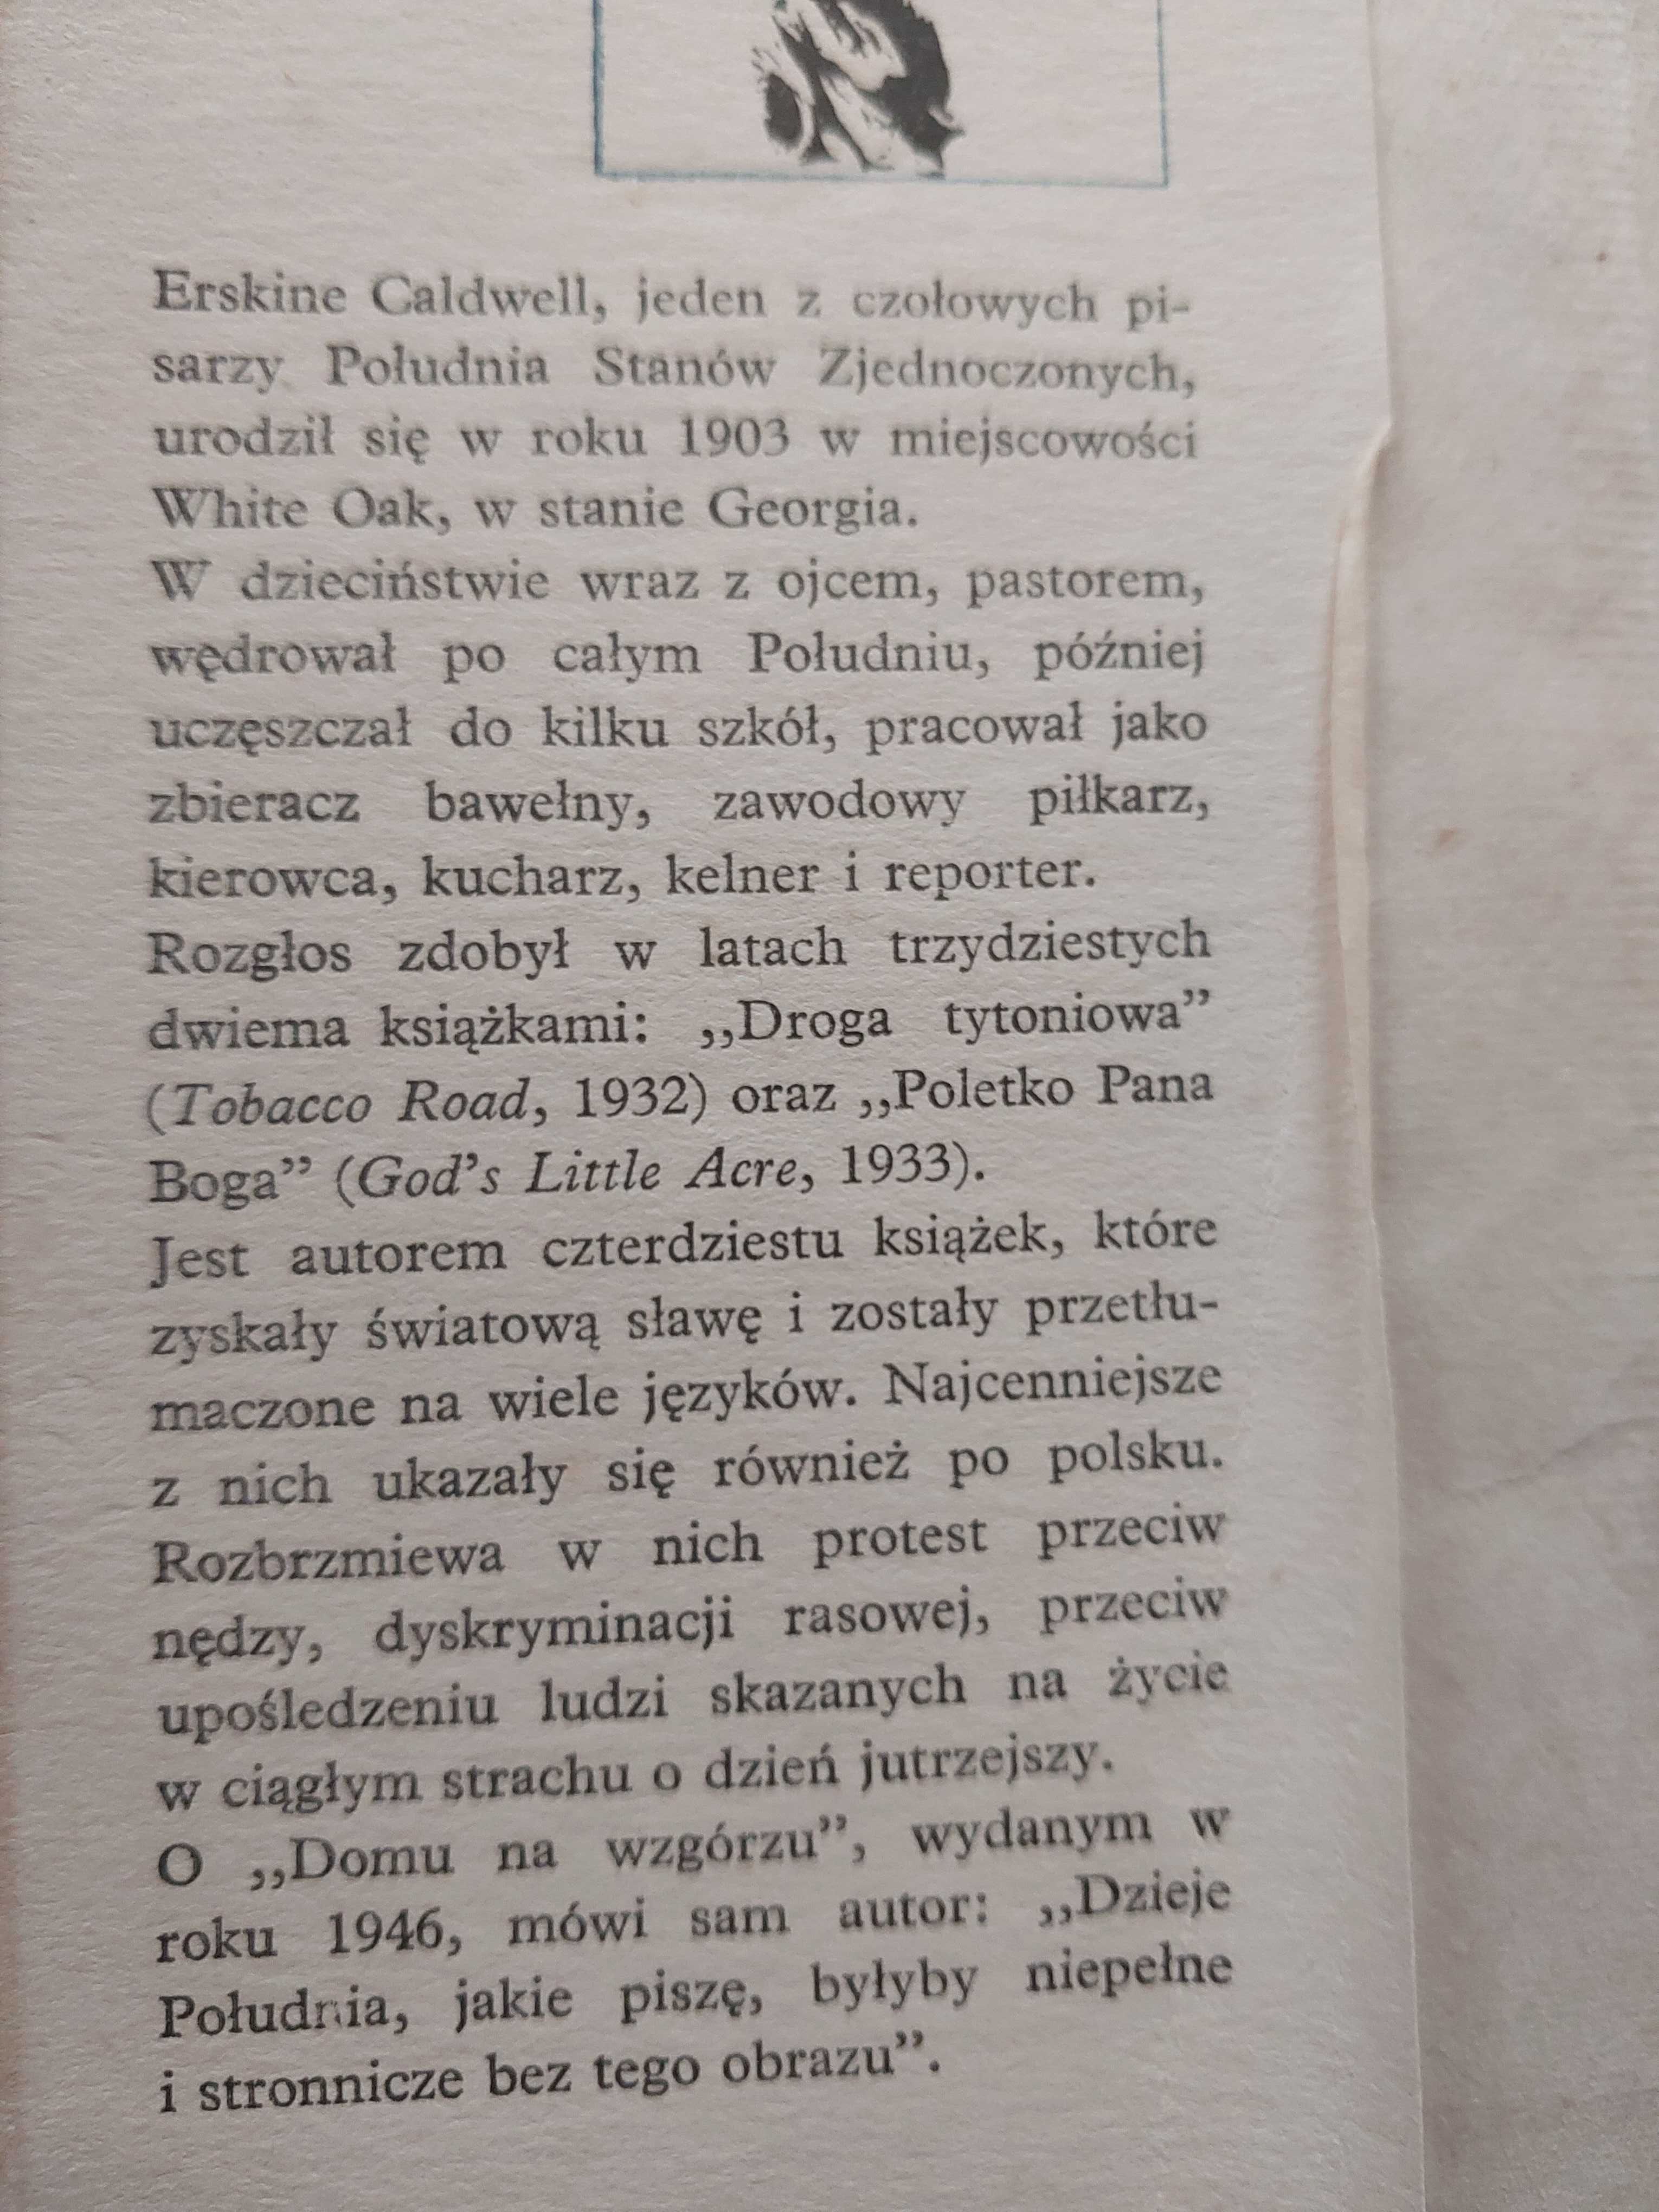 Erskine Caldwell, jeden z czołowych pi-
sarzy Południa Stanów Zjednoczonych,
urodził się w roku 1903 w miejscowości
White Oak, w stanie Georgia.
W dzieciństwie wraz z ojcem, pastorem,
wędrował po całym Południu, później
uczęszczał do kilku szkół, pracował jako
zbieracz bawełny, zawodowy piłkarz,
kierowca, kucharz, kelner i reporter.
Rozgłos zdobył w latach trzydziestych
dwiema książkami: „Droga tytoniowa”
(Tobacco Road, 1932) oraz „Poletko Pana
Boga” (God’s Little Acre, 1933).
Jest autorem czterdziestu książek, które
zyskały światową sławę i zostały przetłu-
maczone na wiele języków. Najcenniejsze
z nich ukazały się również po polsku.
Rozbrzmiewa w nich protest przeciw
nędzy, dyskryminacji rasowej, przeciw
upośledzeniu ludzi skazanych na życie
w ciągłym strachu o dzień jutrzejszy.
O „Domu na wzgórzu”, wydanym w
roku 1946, mówi sam autor: „Dzieje
Południa, jakie piszę, byłyby niepełne
i stronnicze bez tego obrazu”.